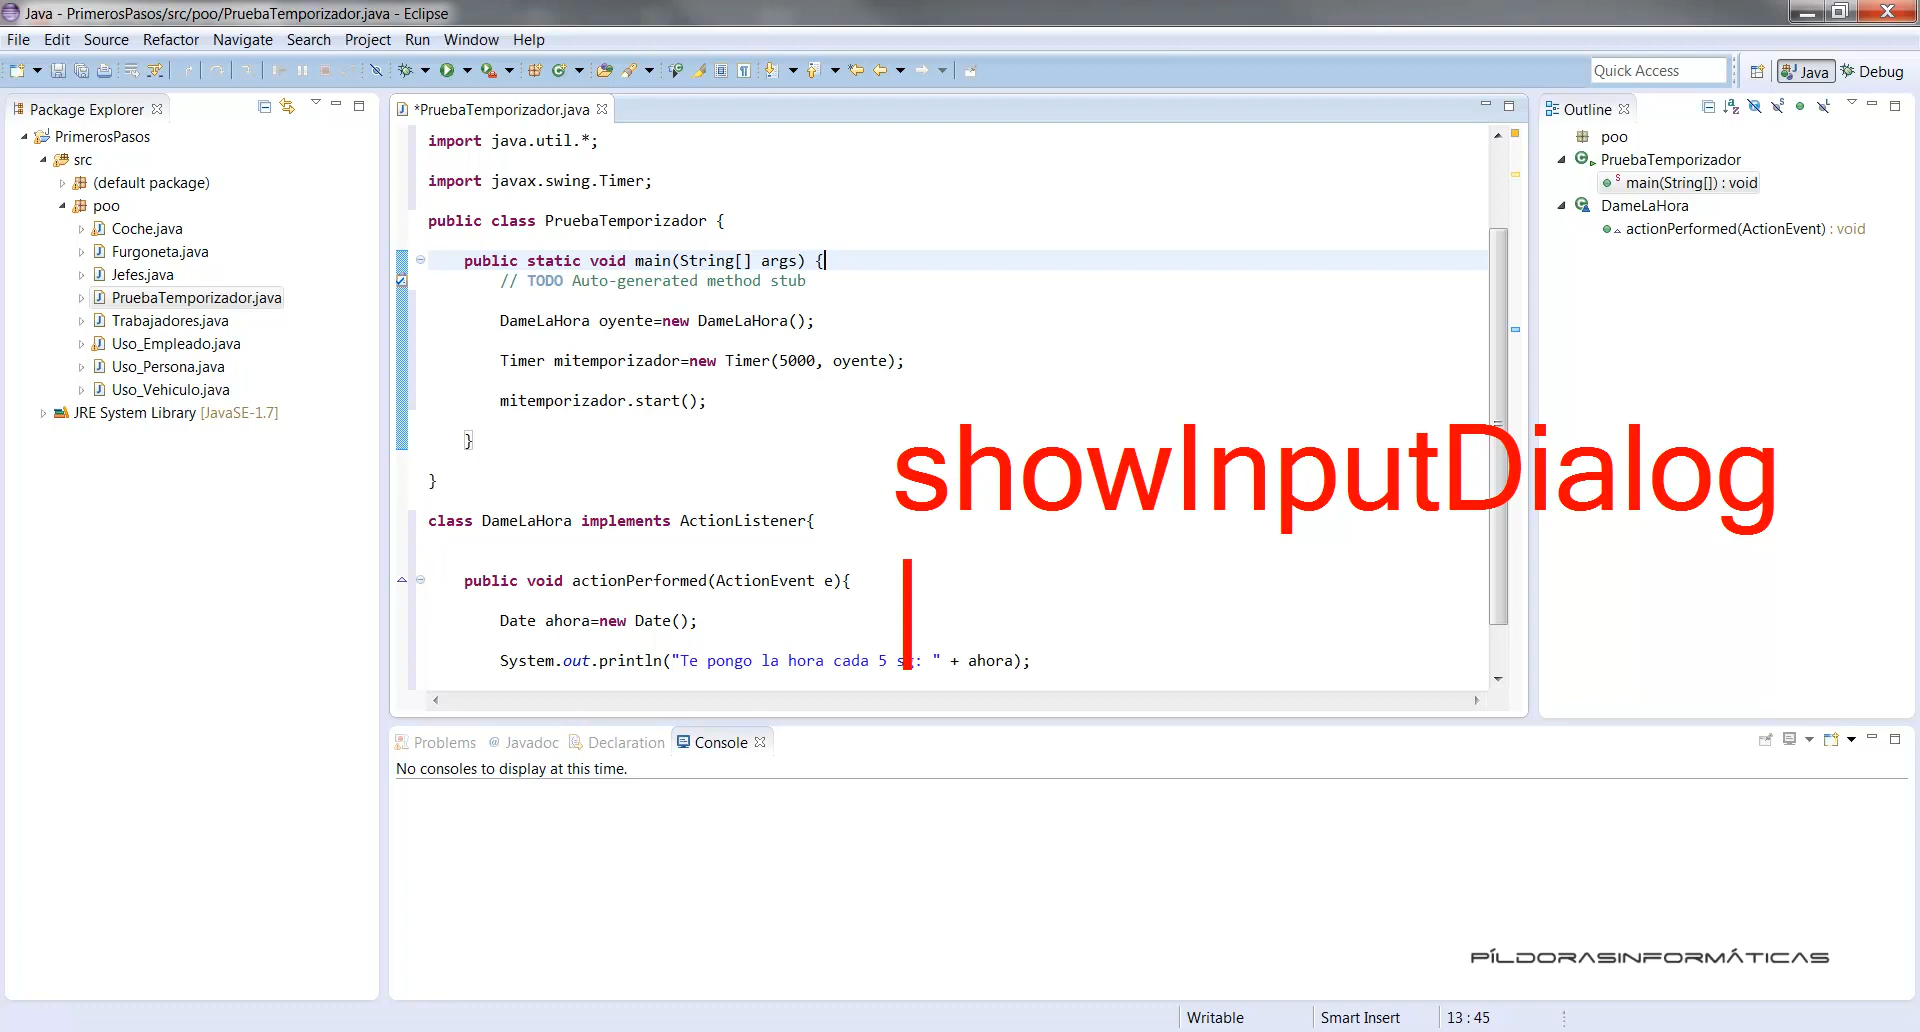 Java - PrimerosPasos/src/poo/PruebaTemporizador.java - Eclipse
File Edit Source Refactor Navigate Search Project Run Window Help
Quick Access
Java
Debug
Package Explorer
PrimerosPasos
src
(default package)
poo
Coche.java
Furgoneta.java
Jefes.java
PruebaTemporizador.java
Trabajadores.java
Uso_Empleado.java
Uso_Persona.java
Uso_Vehiculo.java
JRE System Library [JavaSE-1.7]
*PruebaTemporizador.java
import java.util.*;
import javax.swing.Timer;
public class PruebaTemporizador {
public static void main(String[] args) {
// TODO Auto-generated method stub
DameLaHora oyente=new DameLaHora();
Timer mitemporizador=new Timer(5000, oyente);
mitemporizador.start();
}
}
class DameLaHora implements ActionListener{
public void actionPerformed(ActionEvent e){
Date ahora=new Date();
System.out.println("Te pongo la hora cada 5 sg: " + ahora);
showInputDialog
Outline
poo
PruebaTemporizador
main(String[]) : void
DameLaHora
actionPerformed(ActionEvent) : void
Problems @ Javadoc Declaration Console
No consoles to display at this time.
PÍLDORASINFORMÁTICAS
Writable Smart Insert 13 : 45